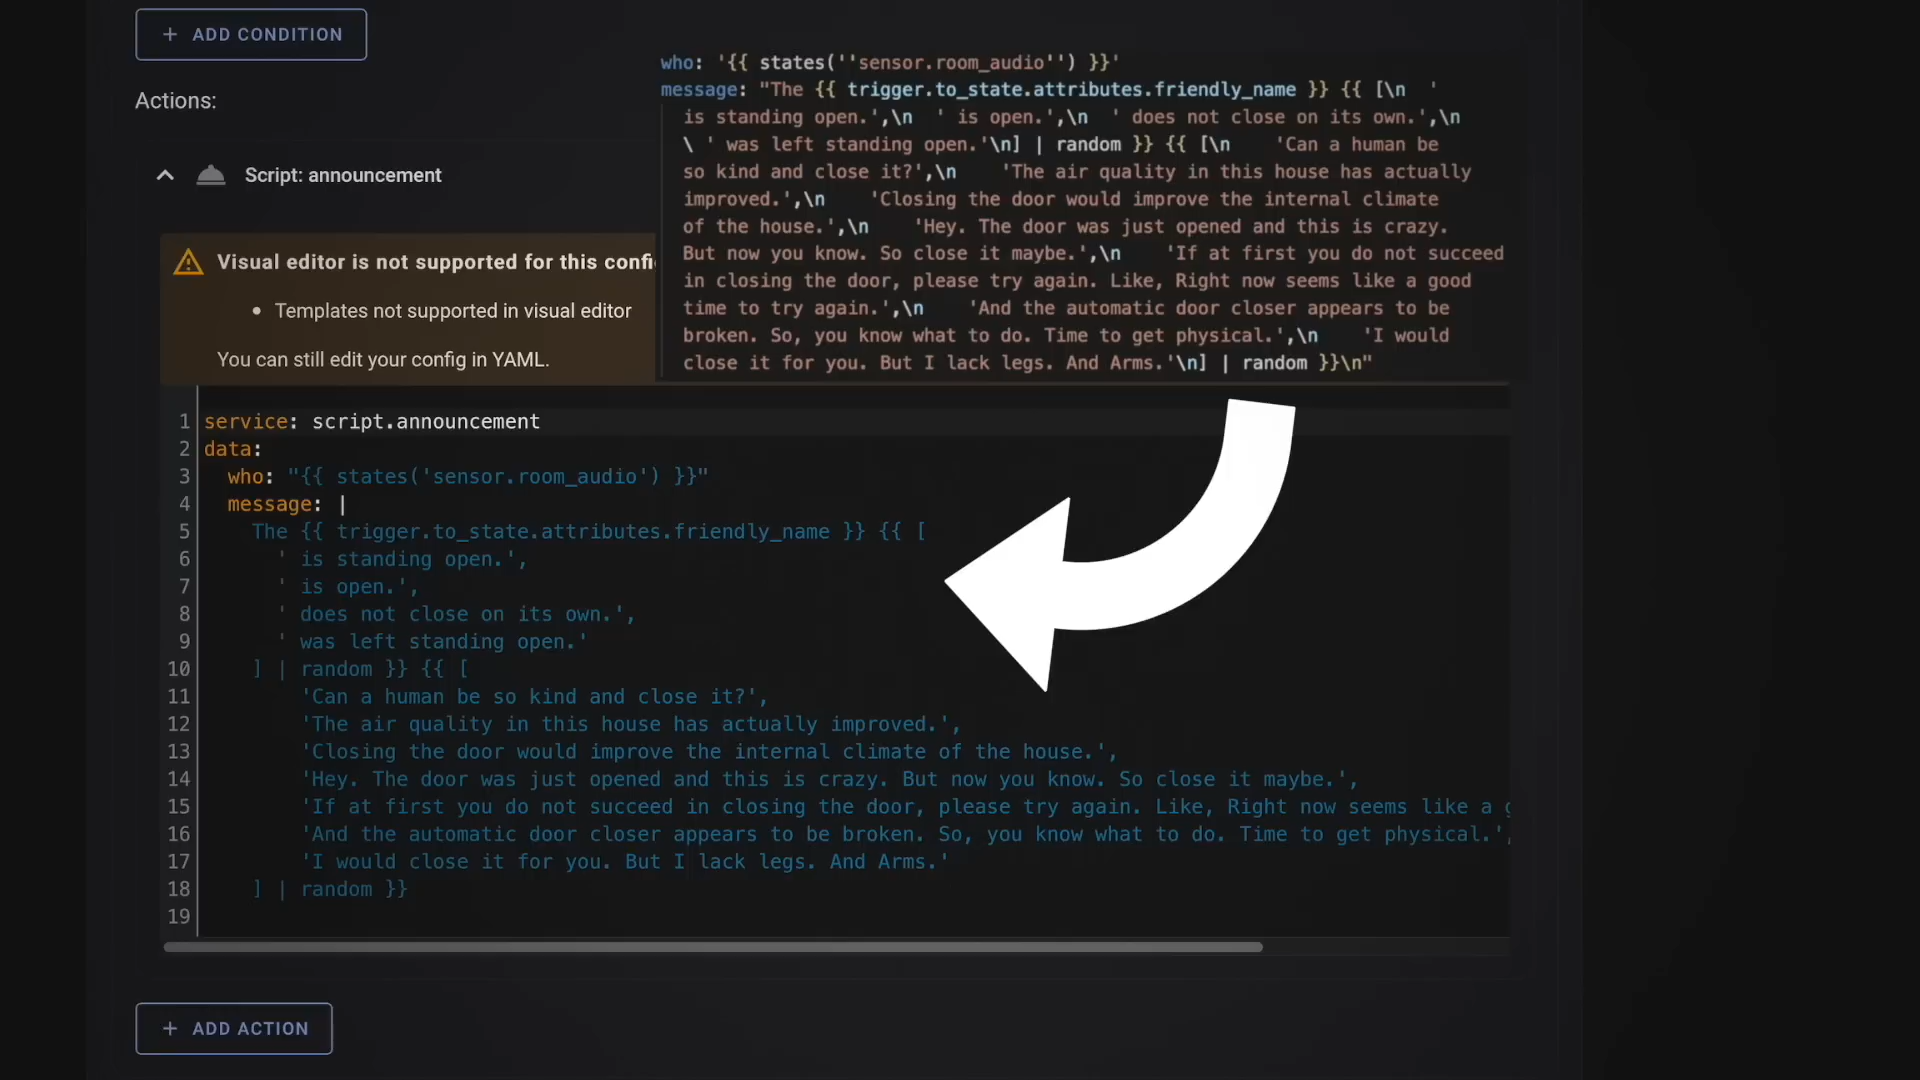 + ADD CONDITION
Actions:
Script: announcement
Visual editor is not supported for this confi
• Templates not supported in visual editor
You can still edit your config in YAML.
who: '{{ states(''sensor.room_audio'') }}'
message: "The {{ trigger.to_state.attributes.friendly_name }} {{ [\n  '
is standing open.',\n  ' is open.',\n  ' does not close on its own.',\n
\ ' was left standing open.'\n] | random }} {{ [\n    'Can a human be
so kind and close it?',\n    'The air quality in this house has actually
improved.',\n    'Closing the door would improve the internal climate
of the house.',\n    'Hey. The door was just opened and this is crazy.
But now you know. So close it maybe.',\n    'If at first you do not succeed
in closing the door, please try again. Like, Right now seems like a good
time to try again.',\n    'And the automatic door closer appears to be
broken. So, you know what to do. Time to get physical.',\n    'I would
close it for you. But I lack legs. And Arms.'\n] | random }}\n"
1 service: script.announcement
2 data:
3   who: "{{ states('sensor.room_audio') }}"
4   message: |
5     The {{ trigger.to_state.attributes.friendly_name }} {{ [
6       ' is standing open.',
7       ' is open.',
8       ' does not close on its own.',
9       ' was left standing open.'
10     ] | random }} {{ [
11         'Can a human be so kind and close it?',
12         'The air quality in this house has actually improved.',
13         'Closing the door would improve the internal climate of the house.',
14         'Hey. The door was just opened and this is crazy. But now you know. So close it maybe.',
15         'If at first you do not succeed in closing the door, please try again. Like, Right now seems like a g
16         'And the automatic door closer appears to be broken. So, you know what to do. Time to get physical.',
17         'I would close it for you. But I lack legs. And Arms.'
18     ] | random }}
19
+ ADD ACTION